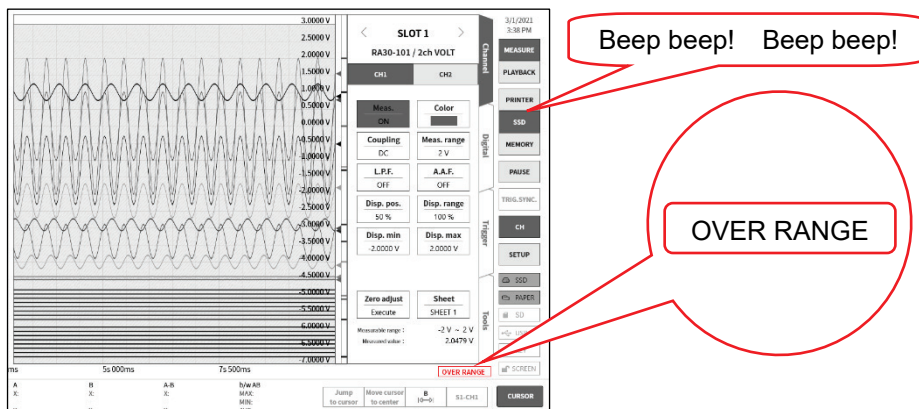 3.0000 V
2.5000 V
2.0000 V
1.5000 V
1.0000 V
0.5000 V
0.0000 V
-0.5000 V
-1.0000 V
-1.5000 V
-2.0000 V
-2.5000 V
-3.0000 V
-3.5000 V
-4.0000 V
-4.5000 V
-5.0000 V
-5.5000 V
-6.0000 V
-6.5000 V
-7.0000 V
ms
5s000ms
7s500ms
SLOT 1
RA30-101 / 2ch VOLT
CH1 CH2
Meas. Color
ON
Coupling Meas. range
DC 2 V
L.P.F. A.A.F.
OFF OFF
Disp. pos. Disp. range
50 % 100 %
Disp. min Disp. max
-2.0000 V 2.0000 V
Zero adjust Sheet
Execute SHEET 1
Measurable range : -2 V ~ 2 V
Measured value : 2.0479 V
OVER RANGE
Channel
Digital
Trigger
Tools
3/1/2021
3:38 PM
MEASURE
PLAYBACK
PRINTER
SSD
MEMORY
PAUSE
TRIG.SYNC.
CH
SETUP
SSD
PAPER
SD
SCREEN
A B A-B b/w AB
X: X: X: MAX:
MIN:
Jump to cursor
Move cursor to center
B
S1-CH1
CURSOR
Beep beep! Beep beep!
OVER RANGE